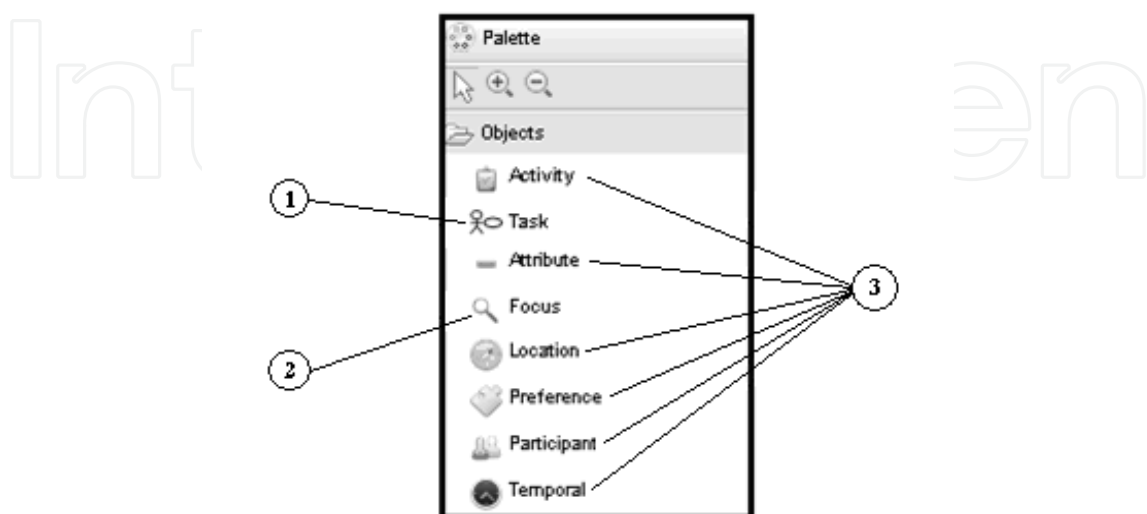 Palette
Objects
Activity
1
Task
Attribute
3
Focus
Location
2
Preference
Participant
Temporal